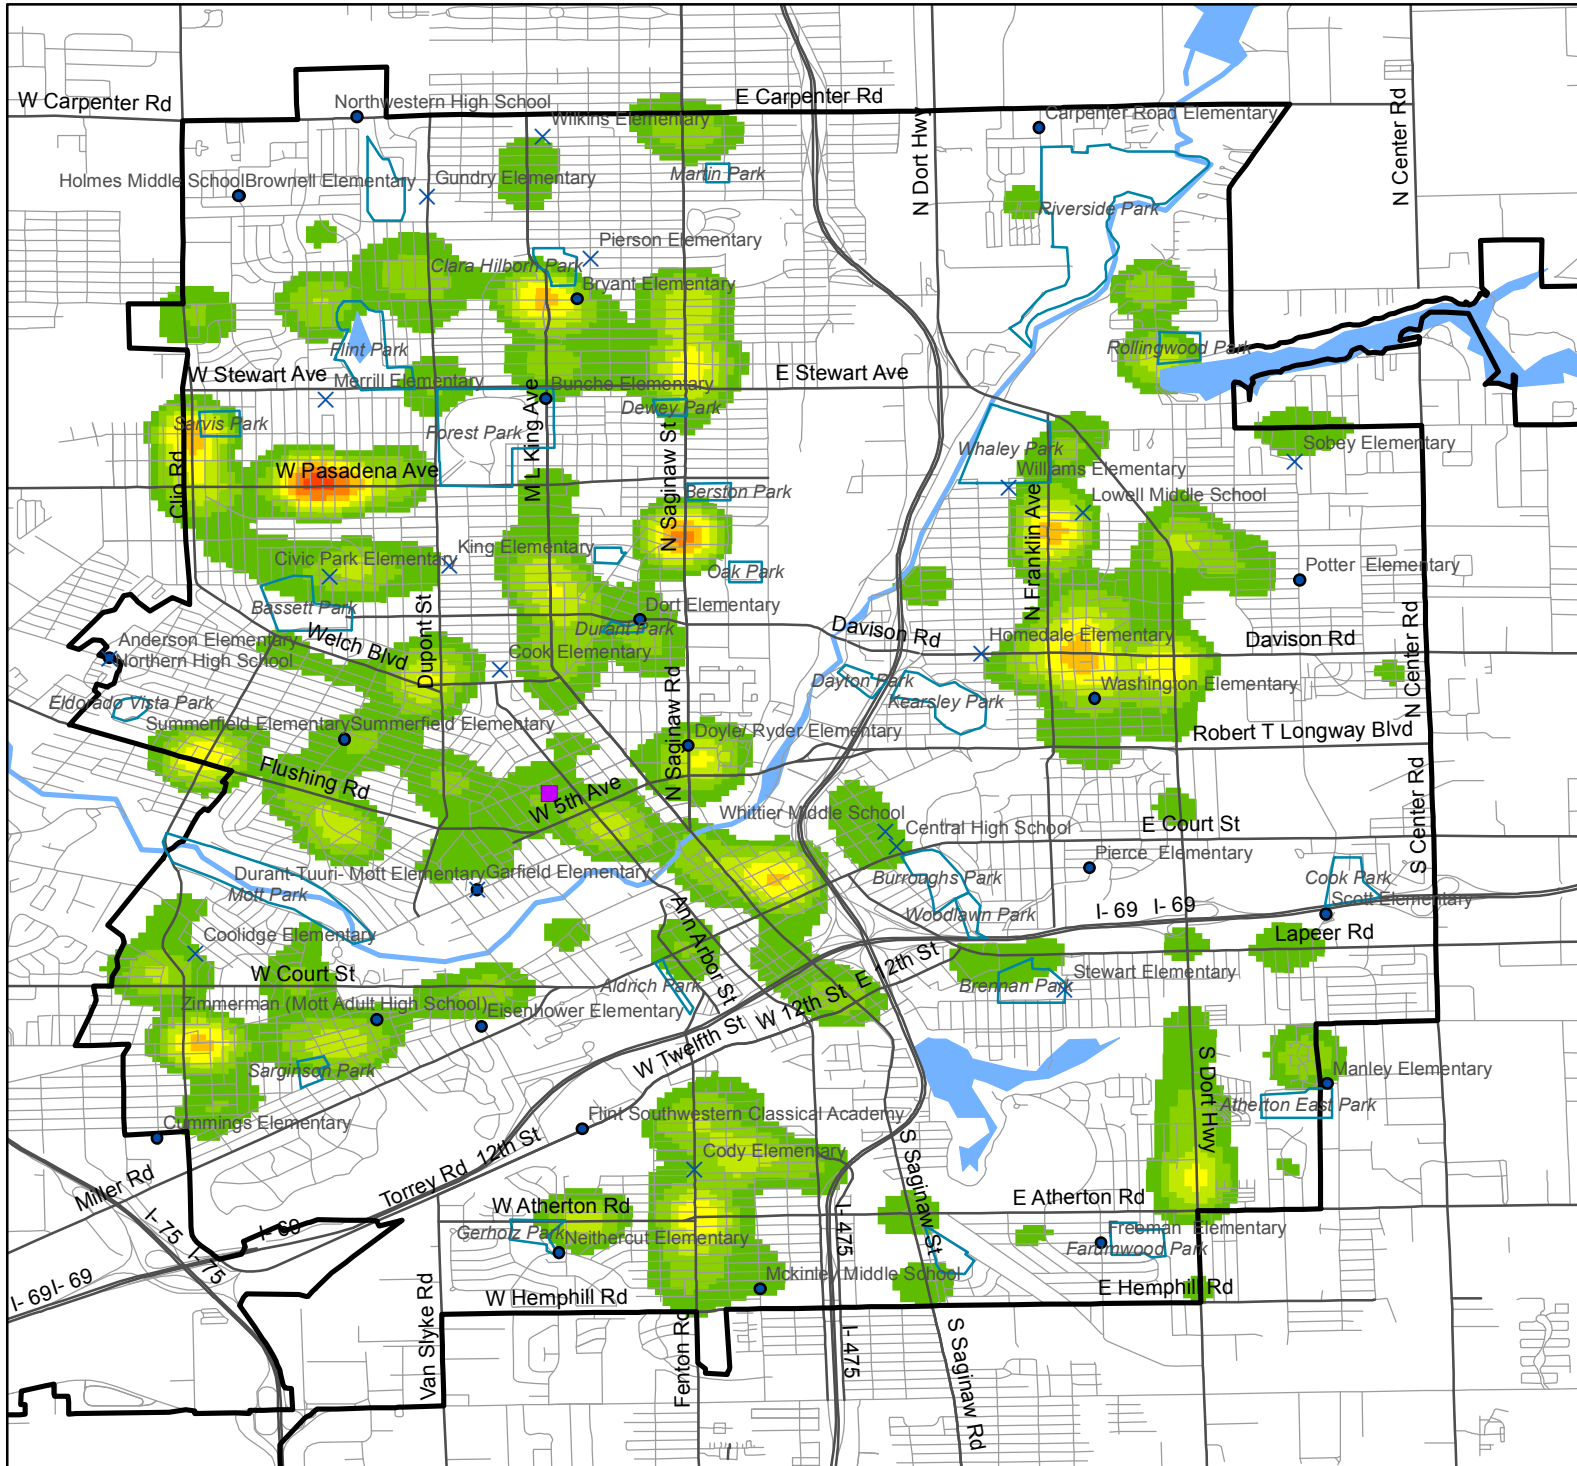 W Carpenter Rd
Northwestern High School
E Carpenter Rd
Wilkins Elementary
Carpenter Road Elementary
N Dort Hwy
N Center Rd
Holmes Middle School
Brownell Elementary
Gundry Elementary
Martin Park
Riverside Park
Pierson Elementary
Clara Hilborn Park
Bryant Elementary
Flint Park
Rollingwood Park
W Stewart Ave
Merrill Elementary
Bunche Elementary
E Stewart Ave
Sarvis Park
Dewey Park
Forest Park
M L King Ave
N Saginaw St
Whaley Park
Sobey Elementary
Clio Rd
W Pasadena Ave
Williams Elementary
Berston Park
Lowell Middle School
N Franklin Ave
Civic Park Elementary
King Elementary
Oak Park
Potter Elementary
Bassett Park
Dort Elementary
Durant Park
Welch Blvd
Dupont St
Davison Rd
Homedale Elementary
Davison Rd
N Center Rd
Anderson Elementary
Northern High School
Cook Elementary
Dayton Park
Kearsley Park
Washington Elementary
Eldorado Vista Park
N Saginaw Rd
Summerfield Elementary
Summerfield Elementary
Doyle/ Ryder Elementary
Robert T Longway Blvd
Flushing Rd
W 5th Ave
S Center Rd
Whittier Middle School
Central High School
E Court St
Pierce Elementary
Durant-Tuuri- Mott Elementary
Garfield Elementary
Mott Park
Burroughs Park
Cook Park
Scott Elementary
Woodlawn Park
I- 69
I- 69
Ann Arbor St
Coolidge Elementary
Lapeer Rd
W Court St
Aldrich Park
E 12th St
Stewart Elementary
Brennan Park
Zimmerman (Mott Adult High School)
Eisenhower Elementary
W 12th St
W Twelfth St
Sarginson Park
S Dort Hwy
Manley Elementary
Atherton East Park
Cummings Elementary
Flint Southwestern Classical Academy
12th St
Cody Elementary
S Saginaw St
Miller Rd
Torrey Rd
W Atherton Rd
E Atherton Rd
I- 75
I- 69
Gerholz Park
Neithercut Elementary
I- 475
Freeman Elementary
Farumwood Park
I- 75
I- 69
I- 69
Mckinley Middle School
W Hemphill Rd
E Hemphill Rd
Van Slyke Rd
Fenton Rd
I- 475
S Saginaw Rd